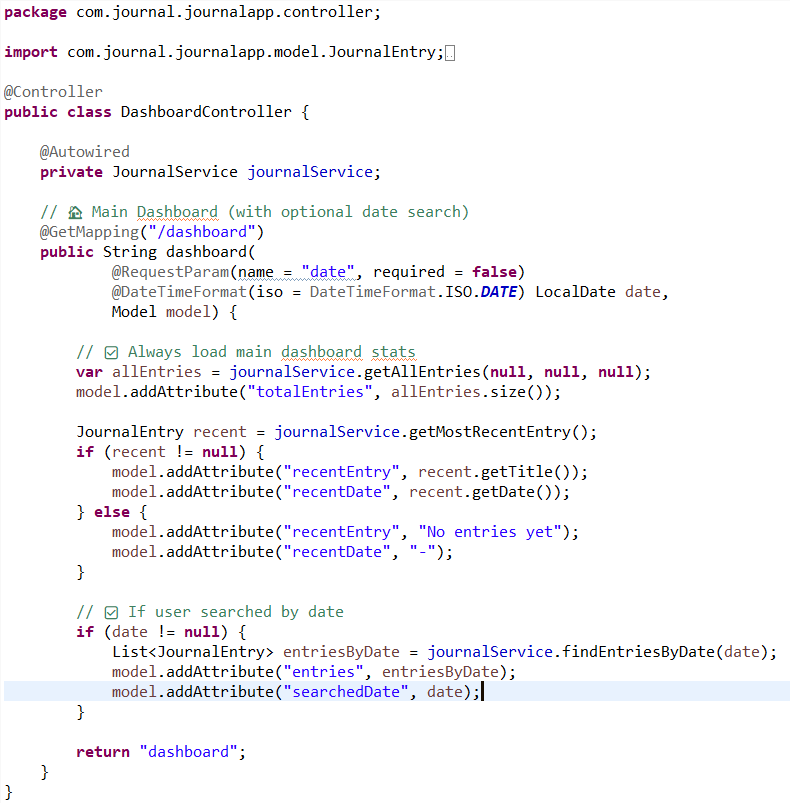 package com.journal.journalapp.controller;
import com.journal.journalapp.model.JournalEntry;
@Controller
public class DashboardController {
@Autowired
private JournalService journalService;
// 🏠 Main Dashboard (with optional date search)
@GetMapping("/dashboard")
public String dashboard(
@RequestParam(name = "date", required = false)
@DateTimeFormat(iso = DateTimeFormat.ISO.DATE) LocalDate date,
Model model) {
// ✅ Always load main dashboard stats
var allEntries = journalService.getAllEntries(null, null, null);
model.addAttribute("totalEntries", allEntries.size());
JournalEntry recent = journalService.getMostRecentEntry();
if (recent != null) {
model.addAttribute("recentEntry", recent.getTitle());
model.addAttribute("recentDate", recent.getDate());
} else {
model.addAttribute("recentEntry", "No entries yet");
model.addAttribute("recentDate", "-");
}
// ✅ If user searched by date
if (date != null) {
List<JournalEntry> entriesByDate = journalService.findEntriesByDate(date);
model.addAttribute("entries", entriesByDate);
model.addAttribute("searchedDate", date);
}
return "dashboard";
}
}